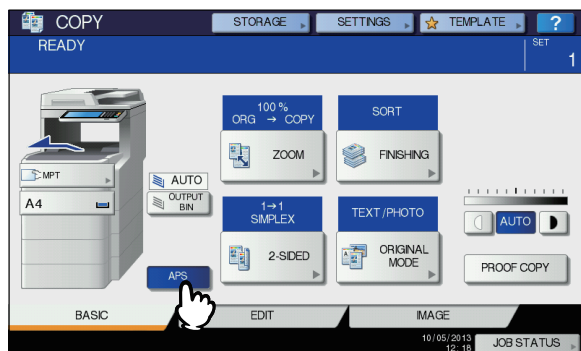 COPY
STORAGE
SETTINGS
TEMPLATE
?
READY
SET
1
100 %
ORG → COPY
ZOOM
SORT
FINISHING
MPT
A4
AUTO
OUTPUT
BIN
1→1
SIMPLEX
2-SIDED
TEXT/PHOTO
ORIGINAL
MODE
AUTO
PROOF COPY
APS
BASIC
EDIT
IMAGE
10/05/2013
12:18
JOB STATUS